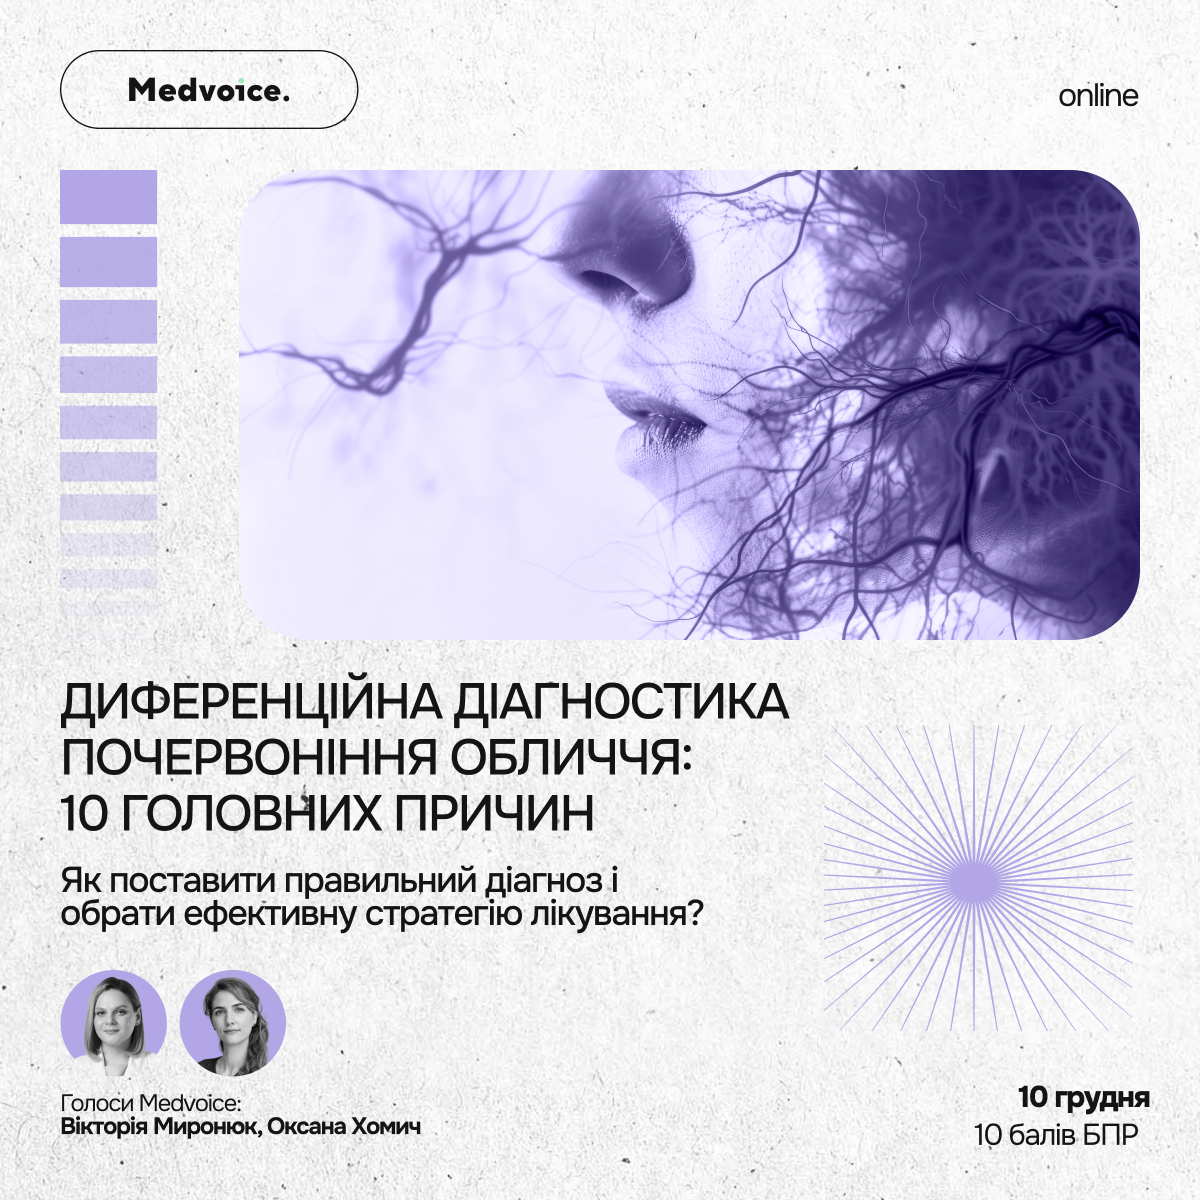 Medvoice.
online
ДИФЕРЕНЦІЙНА ДІАГНОСТИКА
ПОЧЕРВОНІННЯ ОБЛИЧЧЯ:
10 ГОЛОВНИХ ПРИЧИН
Як поставити правильний діагноз і
обрати ефективну стратегію лікування?
Голоси Medvoice:
Вікторія Миронюк, Оксана Хомич
10 грудня
10 балів БПР